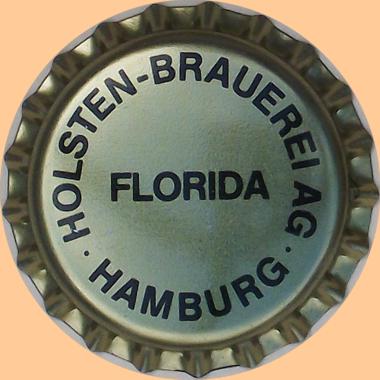 · HOLSTEN-BRAUEREI AG ·
FLORIDA
HAMBURG